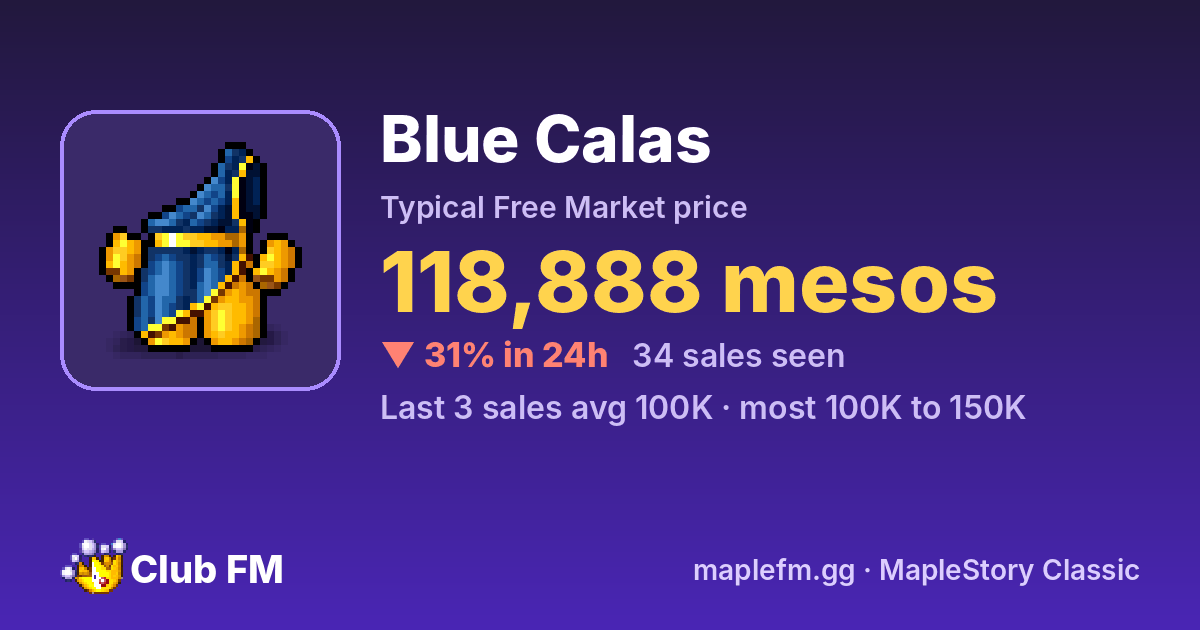 Blue Calas
Typical Free Market price
118,888 mesos
▼ 31% in 24h 34 sales seen
Last 3 sales avg 100K · most 100K to 150K
Club FM
maplefm.gg · MapleStory Classic